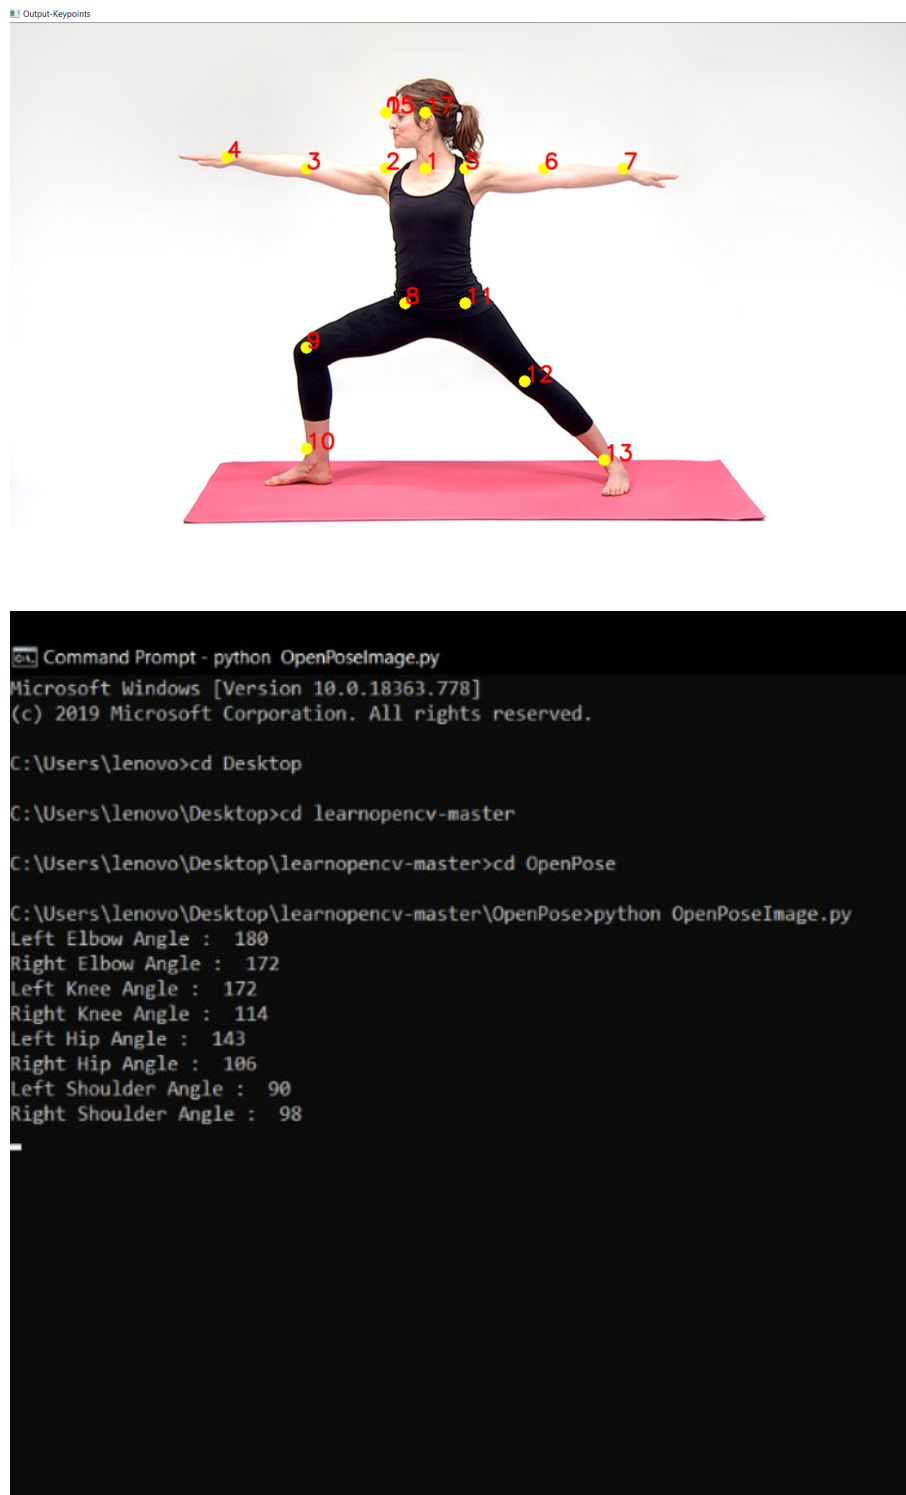 Output-Keypoints
0 15 17
4 3 2 1 5 6 7
8 11
9
12
10 13
Command Prompt - python OpenPoseImage.py
Microsoft Windows [Version 10.0.18363.778]
(c) 2019 Microsoft Corporation. All rights reserved.
C:\Users\lenovo>cd Desktop
C:\Users\lenovo\Desktop>cd learnopencv-master
C:\Users\lenovo\Desktop\learnopencv-master>cd OpenPose
C:\Users\lenovo\Desktop\learnopencv-master\OpenPose>python OpenPoseImage.py
Left Elbow Angle :  180
Right Elbow Angle :  172
Left Knee Angle :  172
Right Knee Angle :  114
Left Hip Angle :  143
Right Hip Angle :  106
Left Shoulder Angle :  90
Right Shoulder Angle :  98